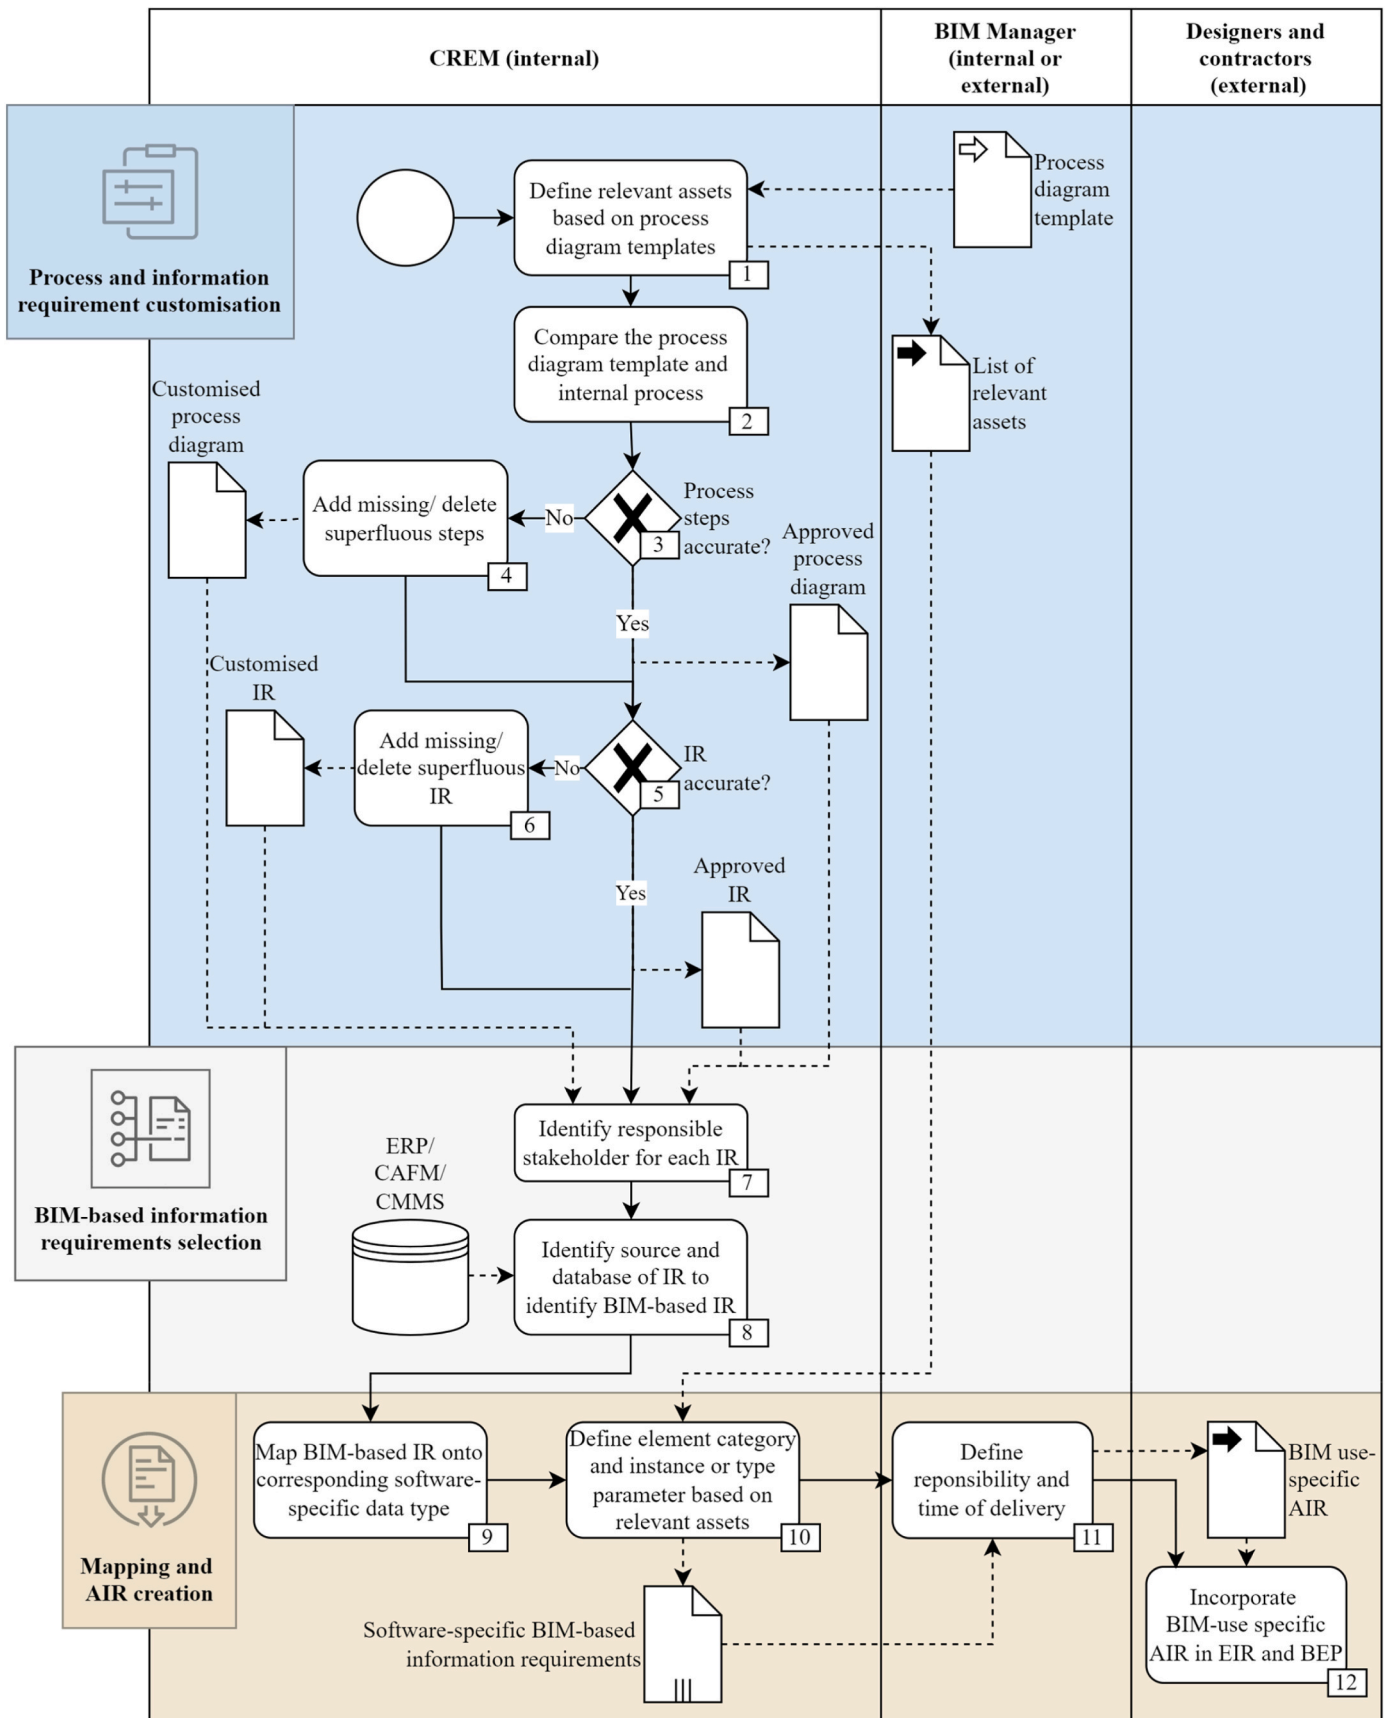 CREM (internal)
BIM Manager
(internal or
external)
Designers and
contractors
(external)
Process and information
requirement customisation
Define relevant assets
based on process
diagram templates
1
Process
diagram
template
Compare the process
diagram template and
internal process
2
List of
relevant
assets
Customised
process
diagram
Add missing/ delete
superfluous steps
4
No
Process
steps
accurate?
3
Approved
process
diagram
Yes
Customised
IR
Add missing/
delete superfluous
IR
6
No
IR
accurate?
5
Yes
Approved
IR
BIM-based information
requirements selection
Identify responsible
stakeholder for each IR
7
ERP/
CAFM/
CMMS
Identify source and
database of IR to
identify BIM-based IR
8
Mapping and
AIR creation
Map BIM-based IR onto
corresponding software-
specific data type
9
Define element category
and instance or type
parameter based on
relevant assets
10
Define
reponsibility and
time of delivery
11
BIM use-
specific
AIR
Software-specific BIM-based
information requirements
Incorporate
BIM-use specific
AIR in EIR and BEP
12